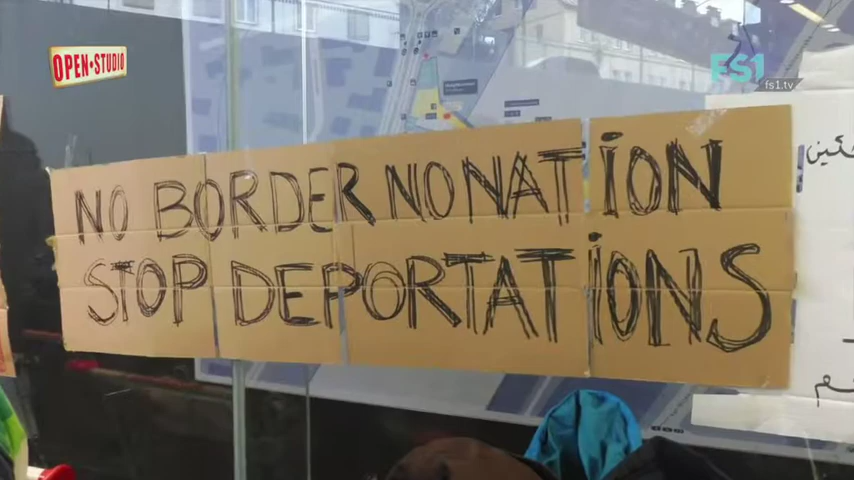 OPEN•STUDIO
FS1
fs1.tv
NO BORDER NO NATION
STOP DEPORTATIONS